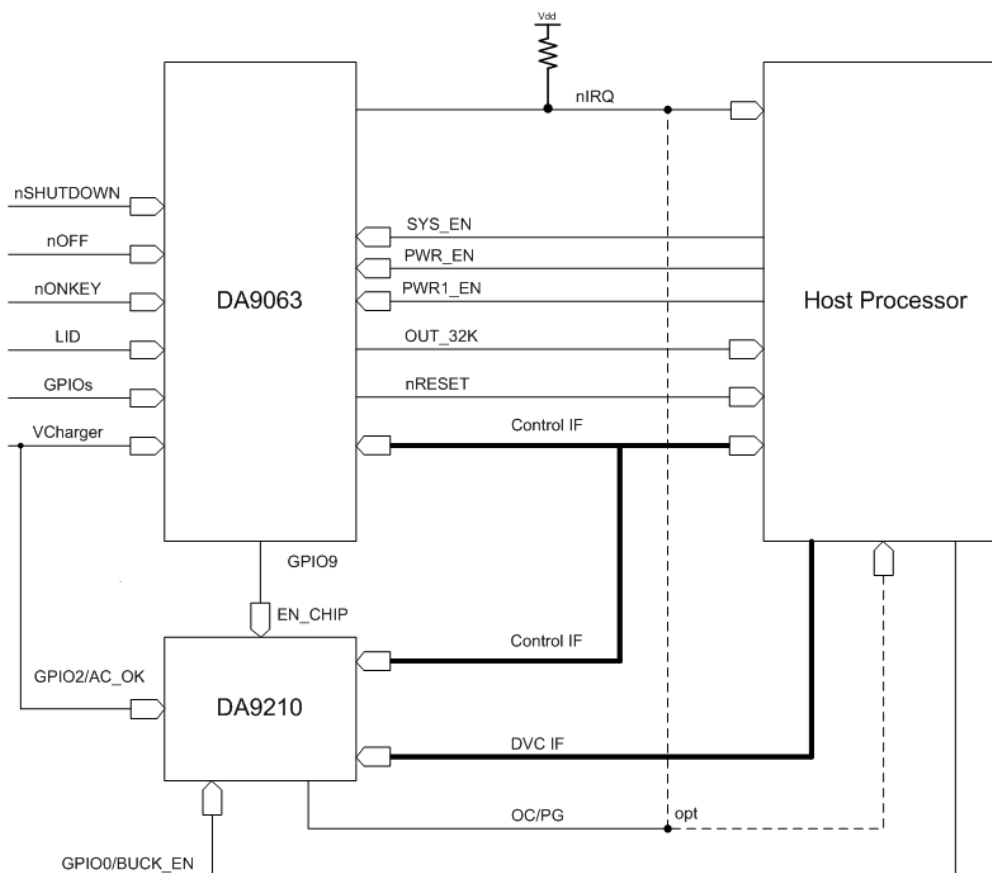 Vdd
nIRQ
nSHUTDOWN
SYS_EN
nOFF
PWR_EN
nONKEY
DA9063
PWR1_EN
Host Processor
LID
OUT_32K
GPIOs
nRESET
VCharger
Control IF
GPIO9
EN_CHIP
Control IF
GPIO2/AC_OK
DA9210
DVC IF
OC/PG
opt
GPIO0/BUCK_EN